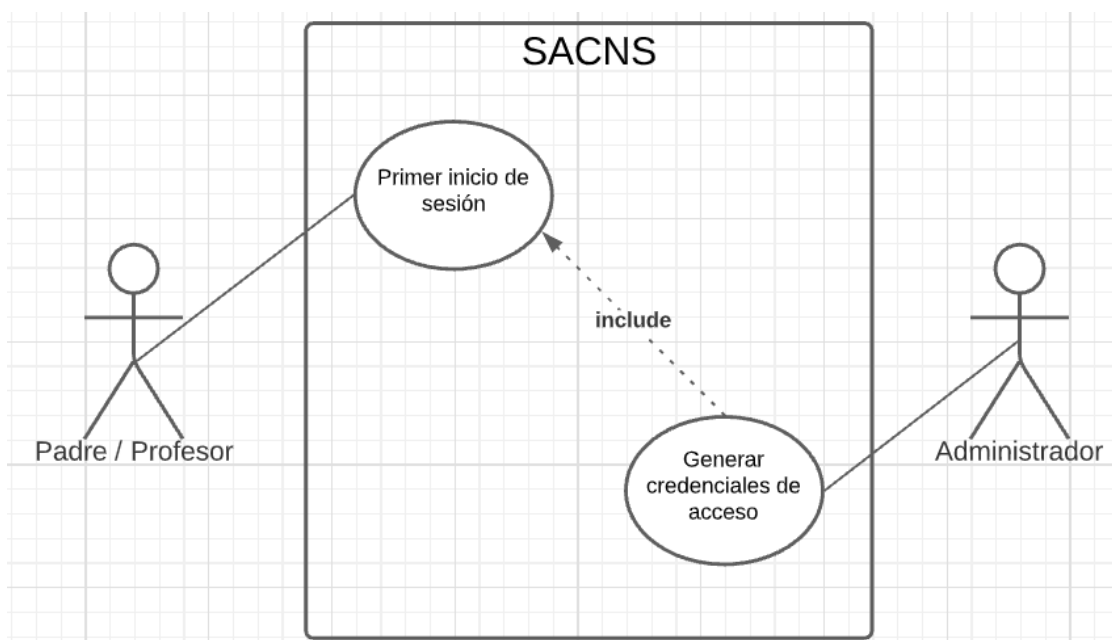 SACNS
Primer inicio de
sesión
include
Padre / Profesor
Generar
credenciales de
acceso
Administrador